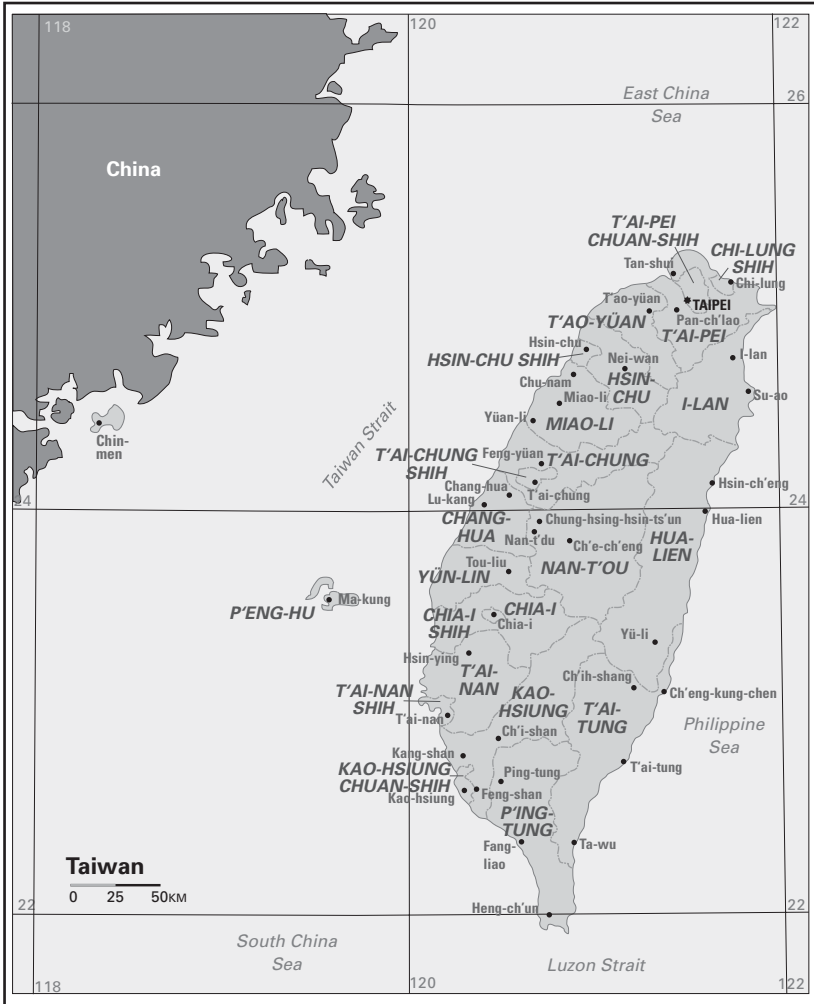 118
120
122
East China
Sea
26
China
T'AI-PEI
CHUAN-SHIH
CHI-LUNG
SHIH
Tan-shui
Chi-lung
T'ao-yüan
TAIPEI
Pan-ch'lao
T'AO-YÜAN
T'AI-PEI
Hsin-chu
HSIN-CHU SHIH
Nei-wan
I-lan
Chu-nam
HSIN-
CHU
Su-ao
Miao-li
I-LAN
Yüan-li
MIAO-LI
Chin-
men
Taiwan Strait
T'AI-CHUNG
SHIH
Feng-yüan
T'AI-CHUNG
Hsin-ch'eng
Chang-hua
T'ai-chung
Lu-kang
24
24
CHANG-
HUA
Chung-hsing-hsin-ts'un
Hua-lien
Nan-t'du
Ch'e-ch'eng
HUA-
LIEN
Tou-liu
NAN-T'OU
YÜN-LIN
P'ENG-HU
Ma-kung
CHIA-I
SHIH
CHIA-I
Chia-i
Yü-li
Hsin-ying
T'AI-
NAN
Ch'ih-shang
T'AI-NAN
SHIH
KAO-
HSIUNG
Ch'eng-kung-chen
T'ai-nan
T'AI-
TUNG
Philippine
Sea
Ch'i-shan
Kang-shan
KAO-HSIUNG
CHUAN-SHIH
Ping-tung
T'ai-tung
Kao-hsiung
Feng-shan
P'ING-
TUNG
Fang-
liao
Ta-wu
Taiwan
0 25 50KM
22
Heng-ch'un
22
South China
Sea
Luzon Strait
118
120
122